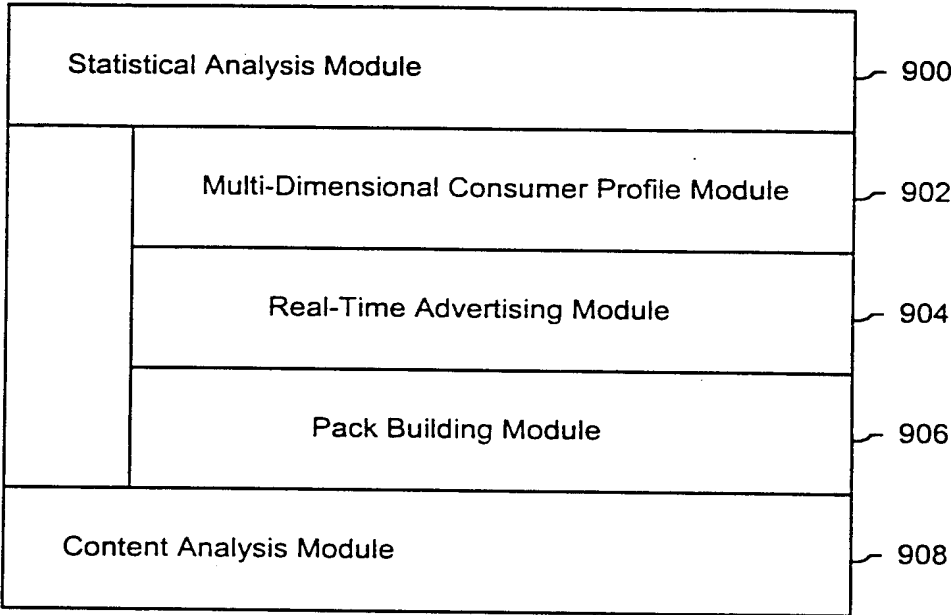 Statistical Analysis Module 900
Multi-Dimensional Consumer Profile Module 902
Real-Time Advertising Module 904
Pack Building Module 906
Content Analysis Module 908